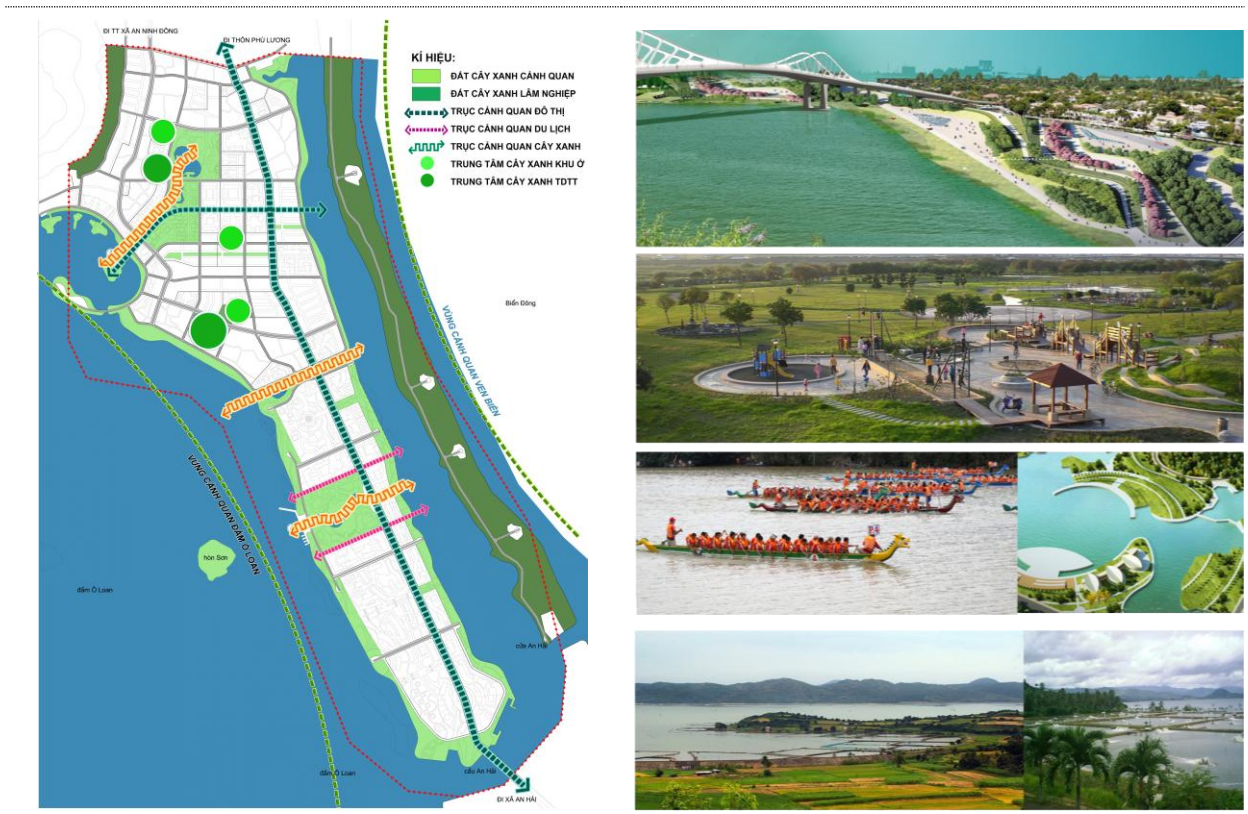 ĐI TT XÃ AN NINH ĐÔNG
ĐI THÔN PHÚ LƯƠNG
KÍ HIỆU:
ĐẤT CÂY XANH CẢNH QUAN
ĐẤT CÂY XANH LÂM NGHIỆP
TRỤC CẢNH QUAN ĐÔ THỊ
TRỤC CẢNH QUAN DU LỊCH
TRỤC CẢNH QUAN CÂY XANH
TRUNG TÂM CÂY XANH KHU Ở
TRUNG TÂM CÂY XANH TDTT
Biển Đông
VÙNG CẢNH QUAN VEN BIỂN
VÙNG CẢNH QUAN ĐẦM Ô LOAN
hòn Sơn
đầm Ô Loan
cửa An Hải
đầm Ô Loan
cầu An Hải
ĐI XÃ AN HẢI